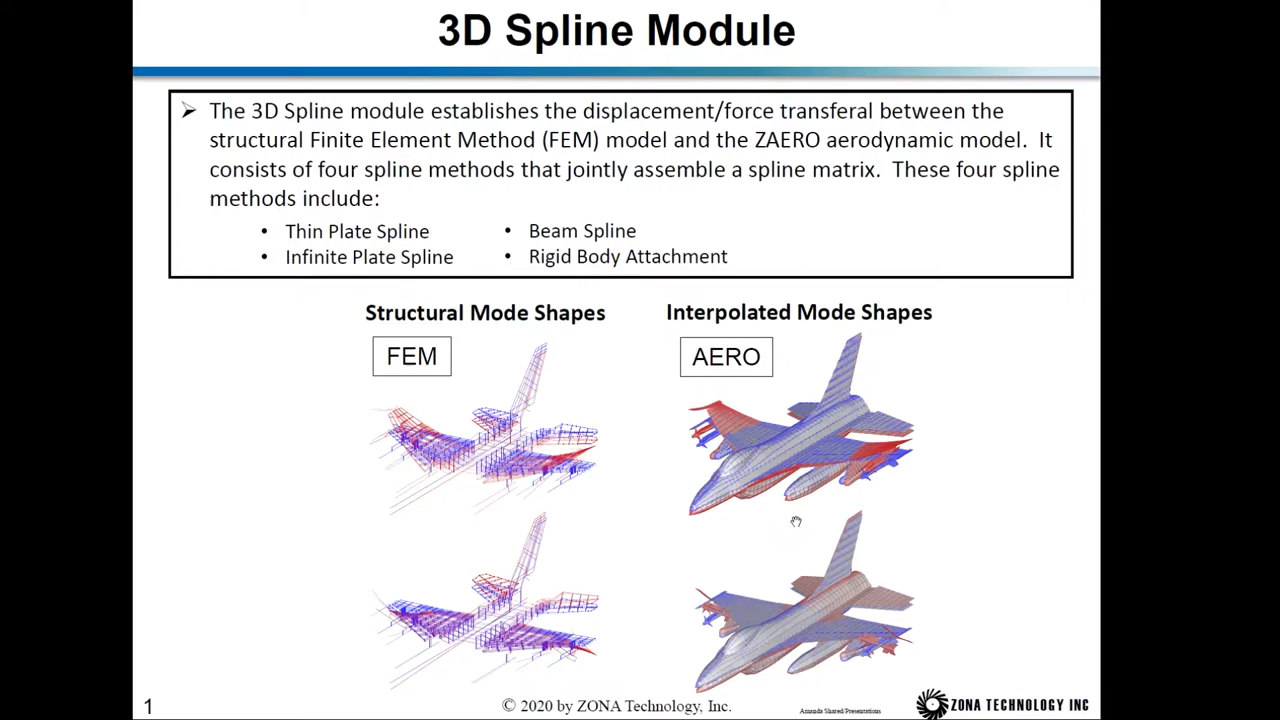 3D Spline Module
➢ The 3D Spline module establishes the displacement/force transferal between the
structural Finite Element Method (FEM) model and the ZAERO aerodynamic model. It
consists of four spline methods that jointly assemble a spline matrix. These four spline
methods include:
• Thin Plate Spline
• Infinite Plate Spline
• Beam Spline
• Rigid Body Attachment
Structural Mode Shapes
Interpolated Mode Shapes
FEM
AERO
1
© 2020 by ZONA Technology, Inc.
Amanda Shared/Presentations
ZONA TECHNOLOGY INC